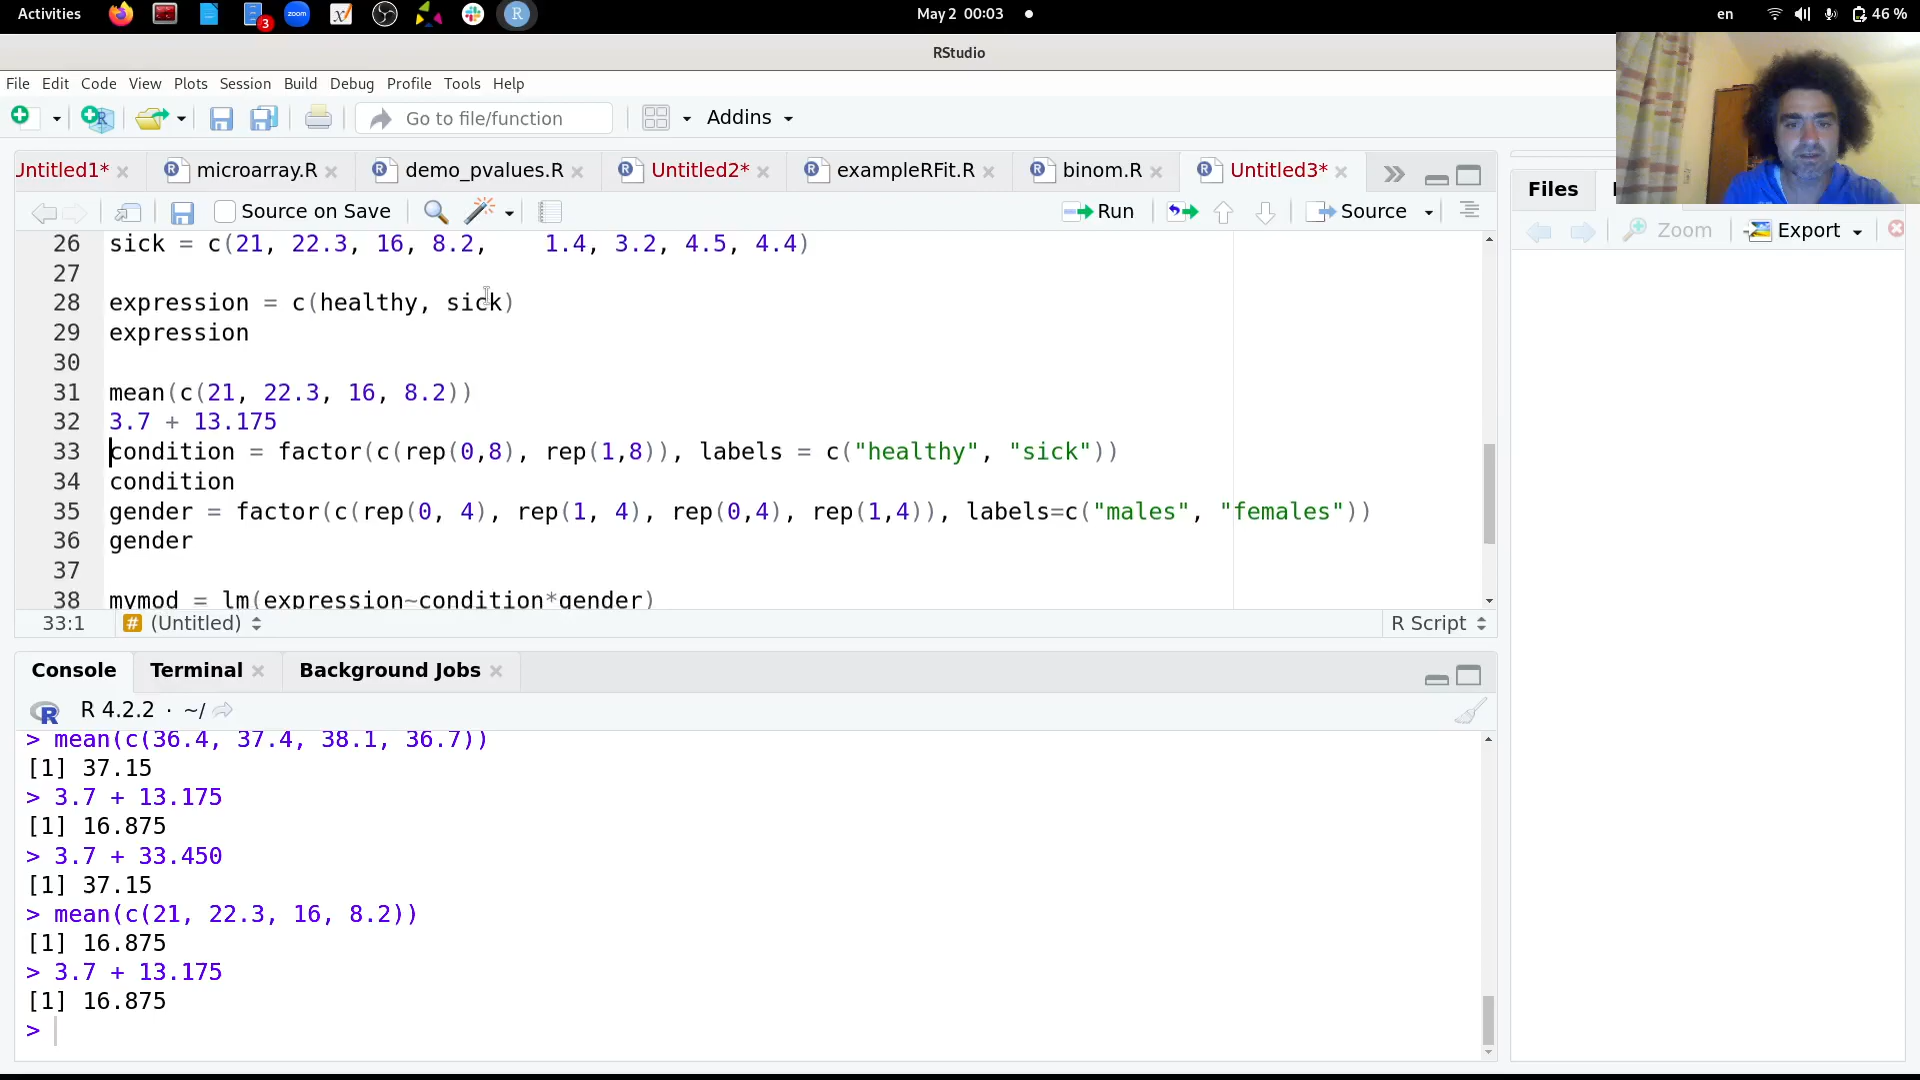 Activities
3
zoom
May 2 00:03
en
46 %
RStudio
File Edit Code View Plots Session Build Debug Profile Tools Help
Go to file/function
Addins
Untitled1* microarray.R demo_pvalues.R Untitled2* exampleRFit.R binom.R Untitled3*
Files
Source on Save
Run
Source
Zoom
Export
26 sick = c(21, 22.3, 16, 8.2,    1.4, 3.2, 4.5, 4.4)
27
28 expression = c(healthy, sick)
29 expression
30
31 mean(c(21, 22.3, 16, 8.2))
32 3.7 + 13.175
33 condition = factor(c(rep(0,8), rep(1,8)), labels = c("healthy", "sick"))
34 condition
35 gender = factor(c(rep(0, 4), rep(1, 4), rep(0,4), rep(1,4)), labels=c("males", "females"))
36 gender
37
38 mymod = lm(expression~condition*gender)
33:1 # (Untitled) R Script
Console Terminal Background Jobs
R 4.2.2 · ~/
> mean(c(36.4, 37.4, 38.1, 36.7))
[1] 37.15
> 3.7 + 13.175
[1] 16.875
> 3.7 + 33.450
[1] 37.15
> mean(c(21, 22.3, 16, 8.2))
[1] 16.875
> 3.7 + 13.175
[1] 16.875
>